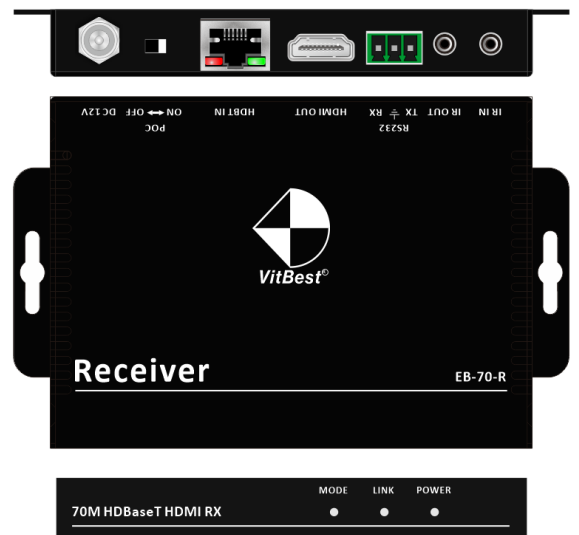 DC12V OFF ↔ ON HDBT IN HDMI OUT RX ⏚ TX IR OUT IR IN
POC RS232
VitBest®
Receiver
EB-70-R
MODE LINK POWER
70M HDBaseT HDMI RX